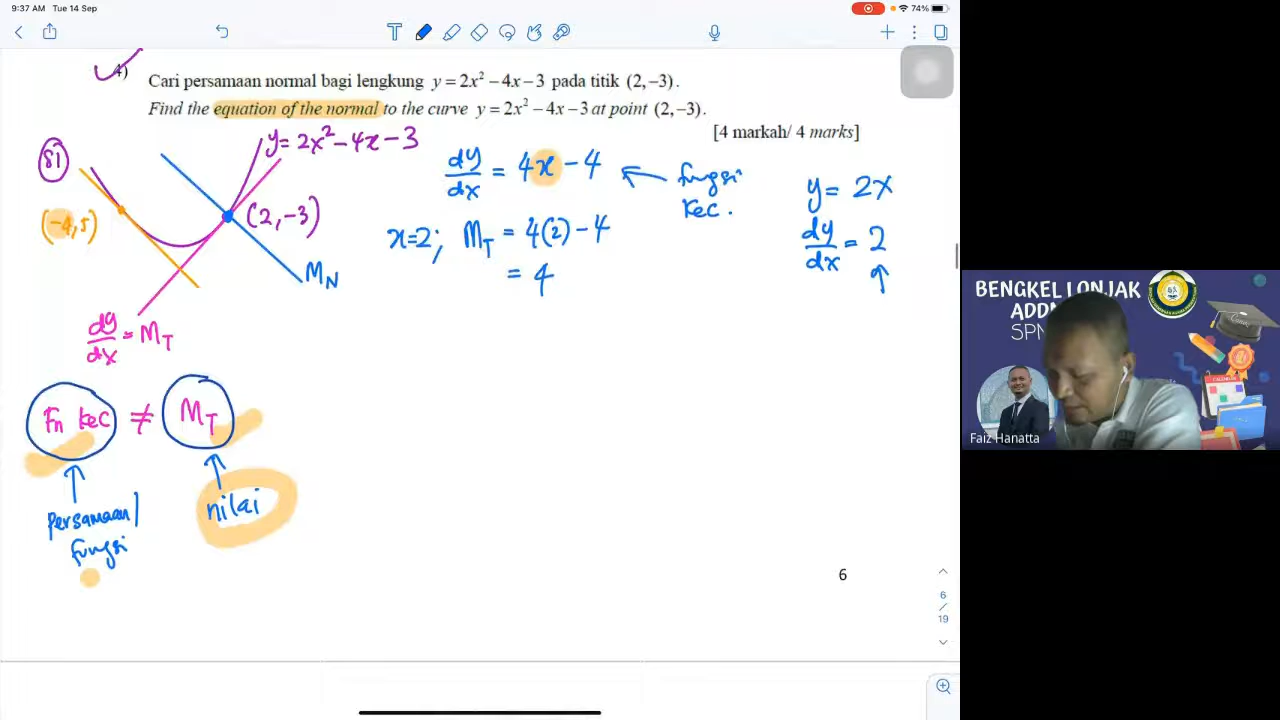 9:37 AM Tue 14 Sep
74%
4)
Cari persamaan normal bagi lengkung y = 2x² − 4x − 3 pada titik (2, −3).
Find the equation of the normal to the curve y = 2x² − 4x − 3 at point (2, −3).
[4 markah/ 4 marks]
y = 2x² − 4x − 3
(−4, 5)
(2, −3)
M_N
dy/dx = M_T
dy/dx = 4x − 4
fungsi
kec.
x=2; M_T = 4(2) − 4
= 4
y = 2x
dy/dx = 2
fn kec ≠ M_T
persamaan/
fungsi
nilai
6
6
/
19
BENGKEL LONJAK
ADDM
SPM
Faiz Hanatta